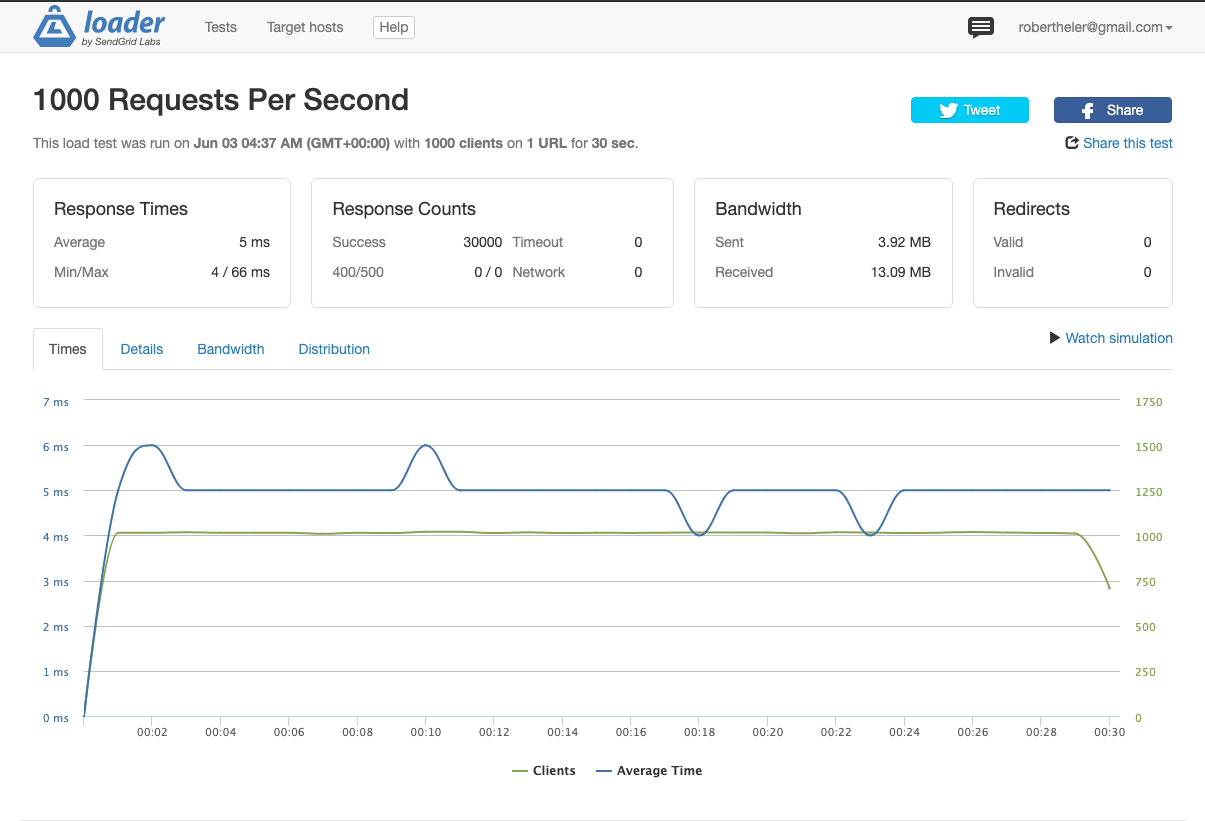 loader
by SendGrid Labs
Tests Target hosts Help
robertheler@gmail.com
1000 Requests Per Second
Tweet Share
This load test was run on Jun 03 04:37 AM (GMT+00:00) with 1000 clients on 1 URL for 30 sec.
Share this test
Response Times
Average 5 ms
Min/Max 4 / 66 ms
Response Counts
Success 30000 Timeout 0
400/500 0 / 0 Network 0
Bandwidth
Sent 3.92 MB
Received 13.09 MB
Redirects
Valid 0
Invalid 0
Times Details Bandwidth Distribution
Watch simulation
7 ms 1750
6 ms 1500
5 ms 1250
4 ms 1000
3 ms 750
2 ms 500
1 ms 250
0 ms 0
00:02 00:04 00:06 00:08 00:10 00:12 00:14 00:16 00:18 00:20 00:22 00:24 00:26 00:28 00:30
Clients Average Time